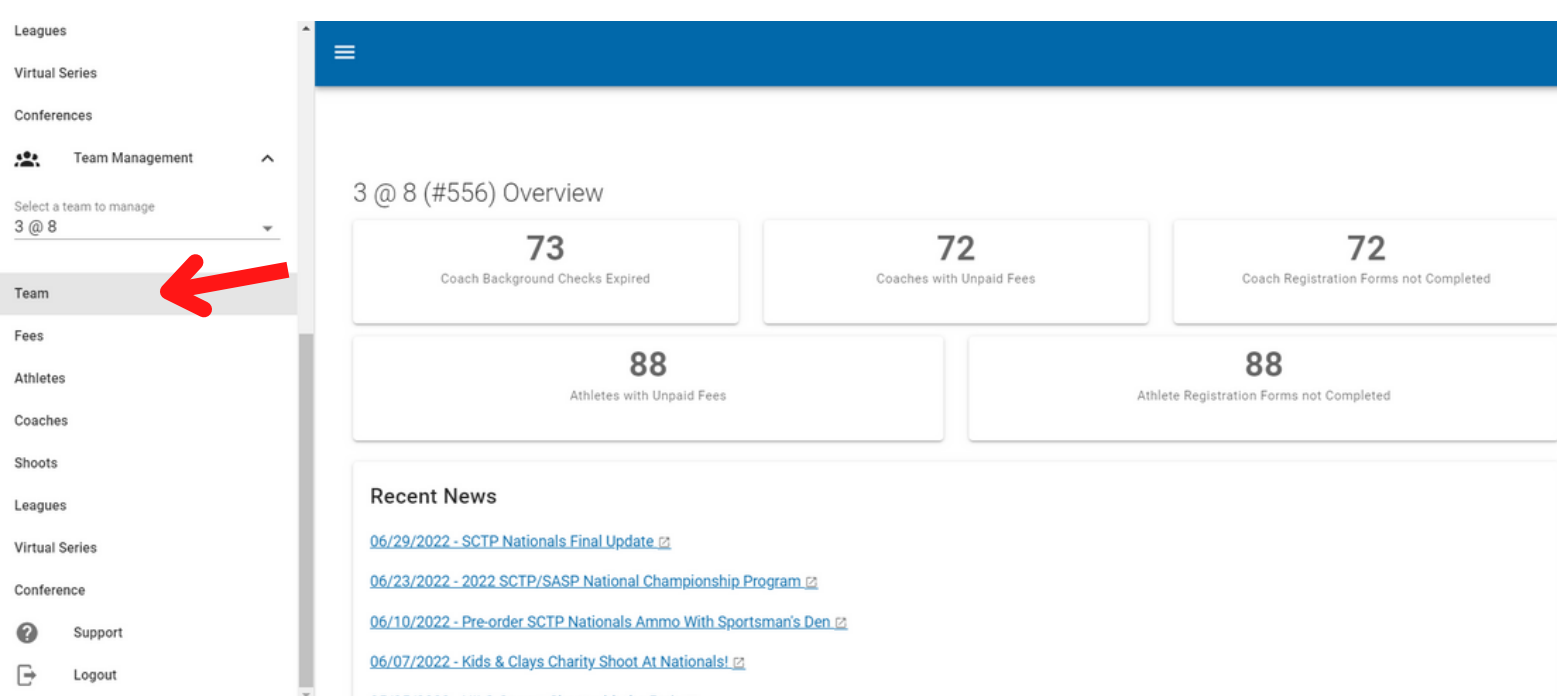 Leagues
Virtual Series
Conferences
Team Management
Select a team to manage
3 @ 8
Team
Fees
Athletes
Coaches
Shoots
Leagues
Virtual Series
Conference
Support
Logout
3 @ 8 (#556) Overview
73
Coach Background Checks Expired
72
Coaches with Unpaid Fees
72
Coach Registration Forms not Completed
88
Athletes with Unpaid Fees
88
Athlete Registration Forms not Completed
Recent News
06/29/2022 - SCTP Nationals Final Update
06/23/2022 - 2022 SCTP/SASP National Championship Program
06/10/2022 - Pre-order SCTP Nationals Ammo With Sportsman's Den
06/07/2022 - Kids & Clays Charity Shoot At Nationals!